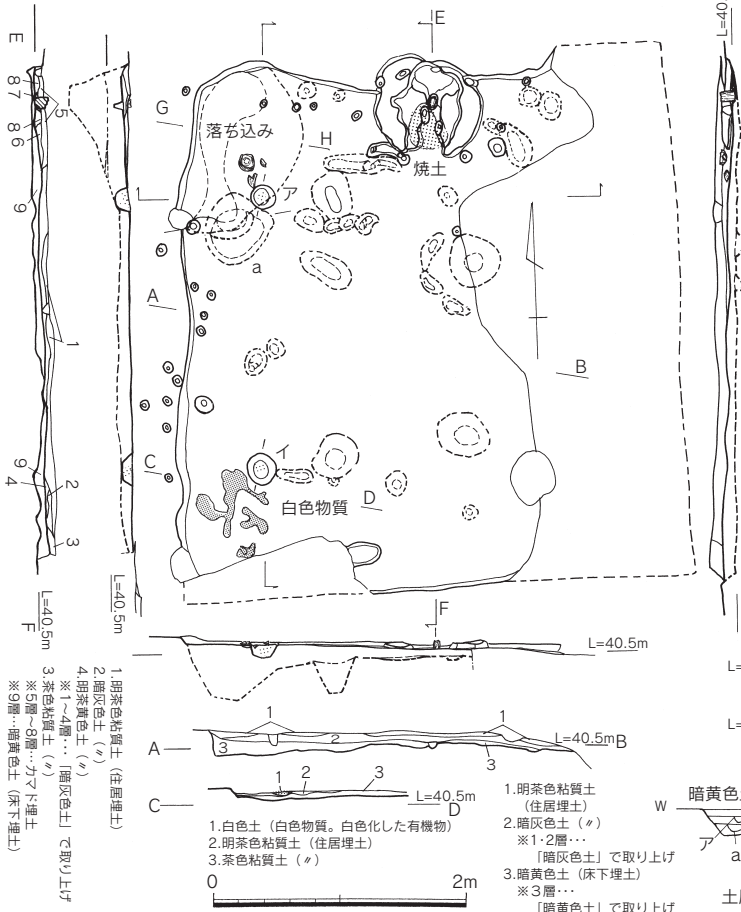 E
E
L=40
G
落ち込み
H
焼土
ア
a
A
B
C
イ
白色物質
D
F
E
8
7
5
8
6
9
1
9
4
2
3
F
L=40.5m
L=40.5m
L=40.5m
1
1
A
3
2
3
L=40.5m
B
1
2
3
C
L=40.5m
D
1.白色土（白色物質。白色化した有機物）
2.明茶色粘質土（住居埋土）
3.茶色粘質土（〃）
0
2m
1.明茶色粘質土
（住居埋土）
2.暗灰色土（〃）
※1・2層･･･
「暗灰色土」で取り上げ
3.暗黄色土（床下埋土）
※3層･･･
「暗黄色土」で取り上げ
1.明茶色粘質土（住居埋土）
2.暗灰色土（〃）
4.明茶黄色土（〃）
※1～4層･･･「暗灰色土」で取り上げ
3.茶色粘質土（〃）
※5層～8層…カマド埋土
※9層…暗黄色土（床下埋土）
L=
L=
暗黄色
W
ア
a
土